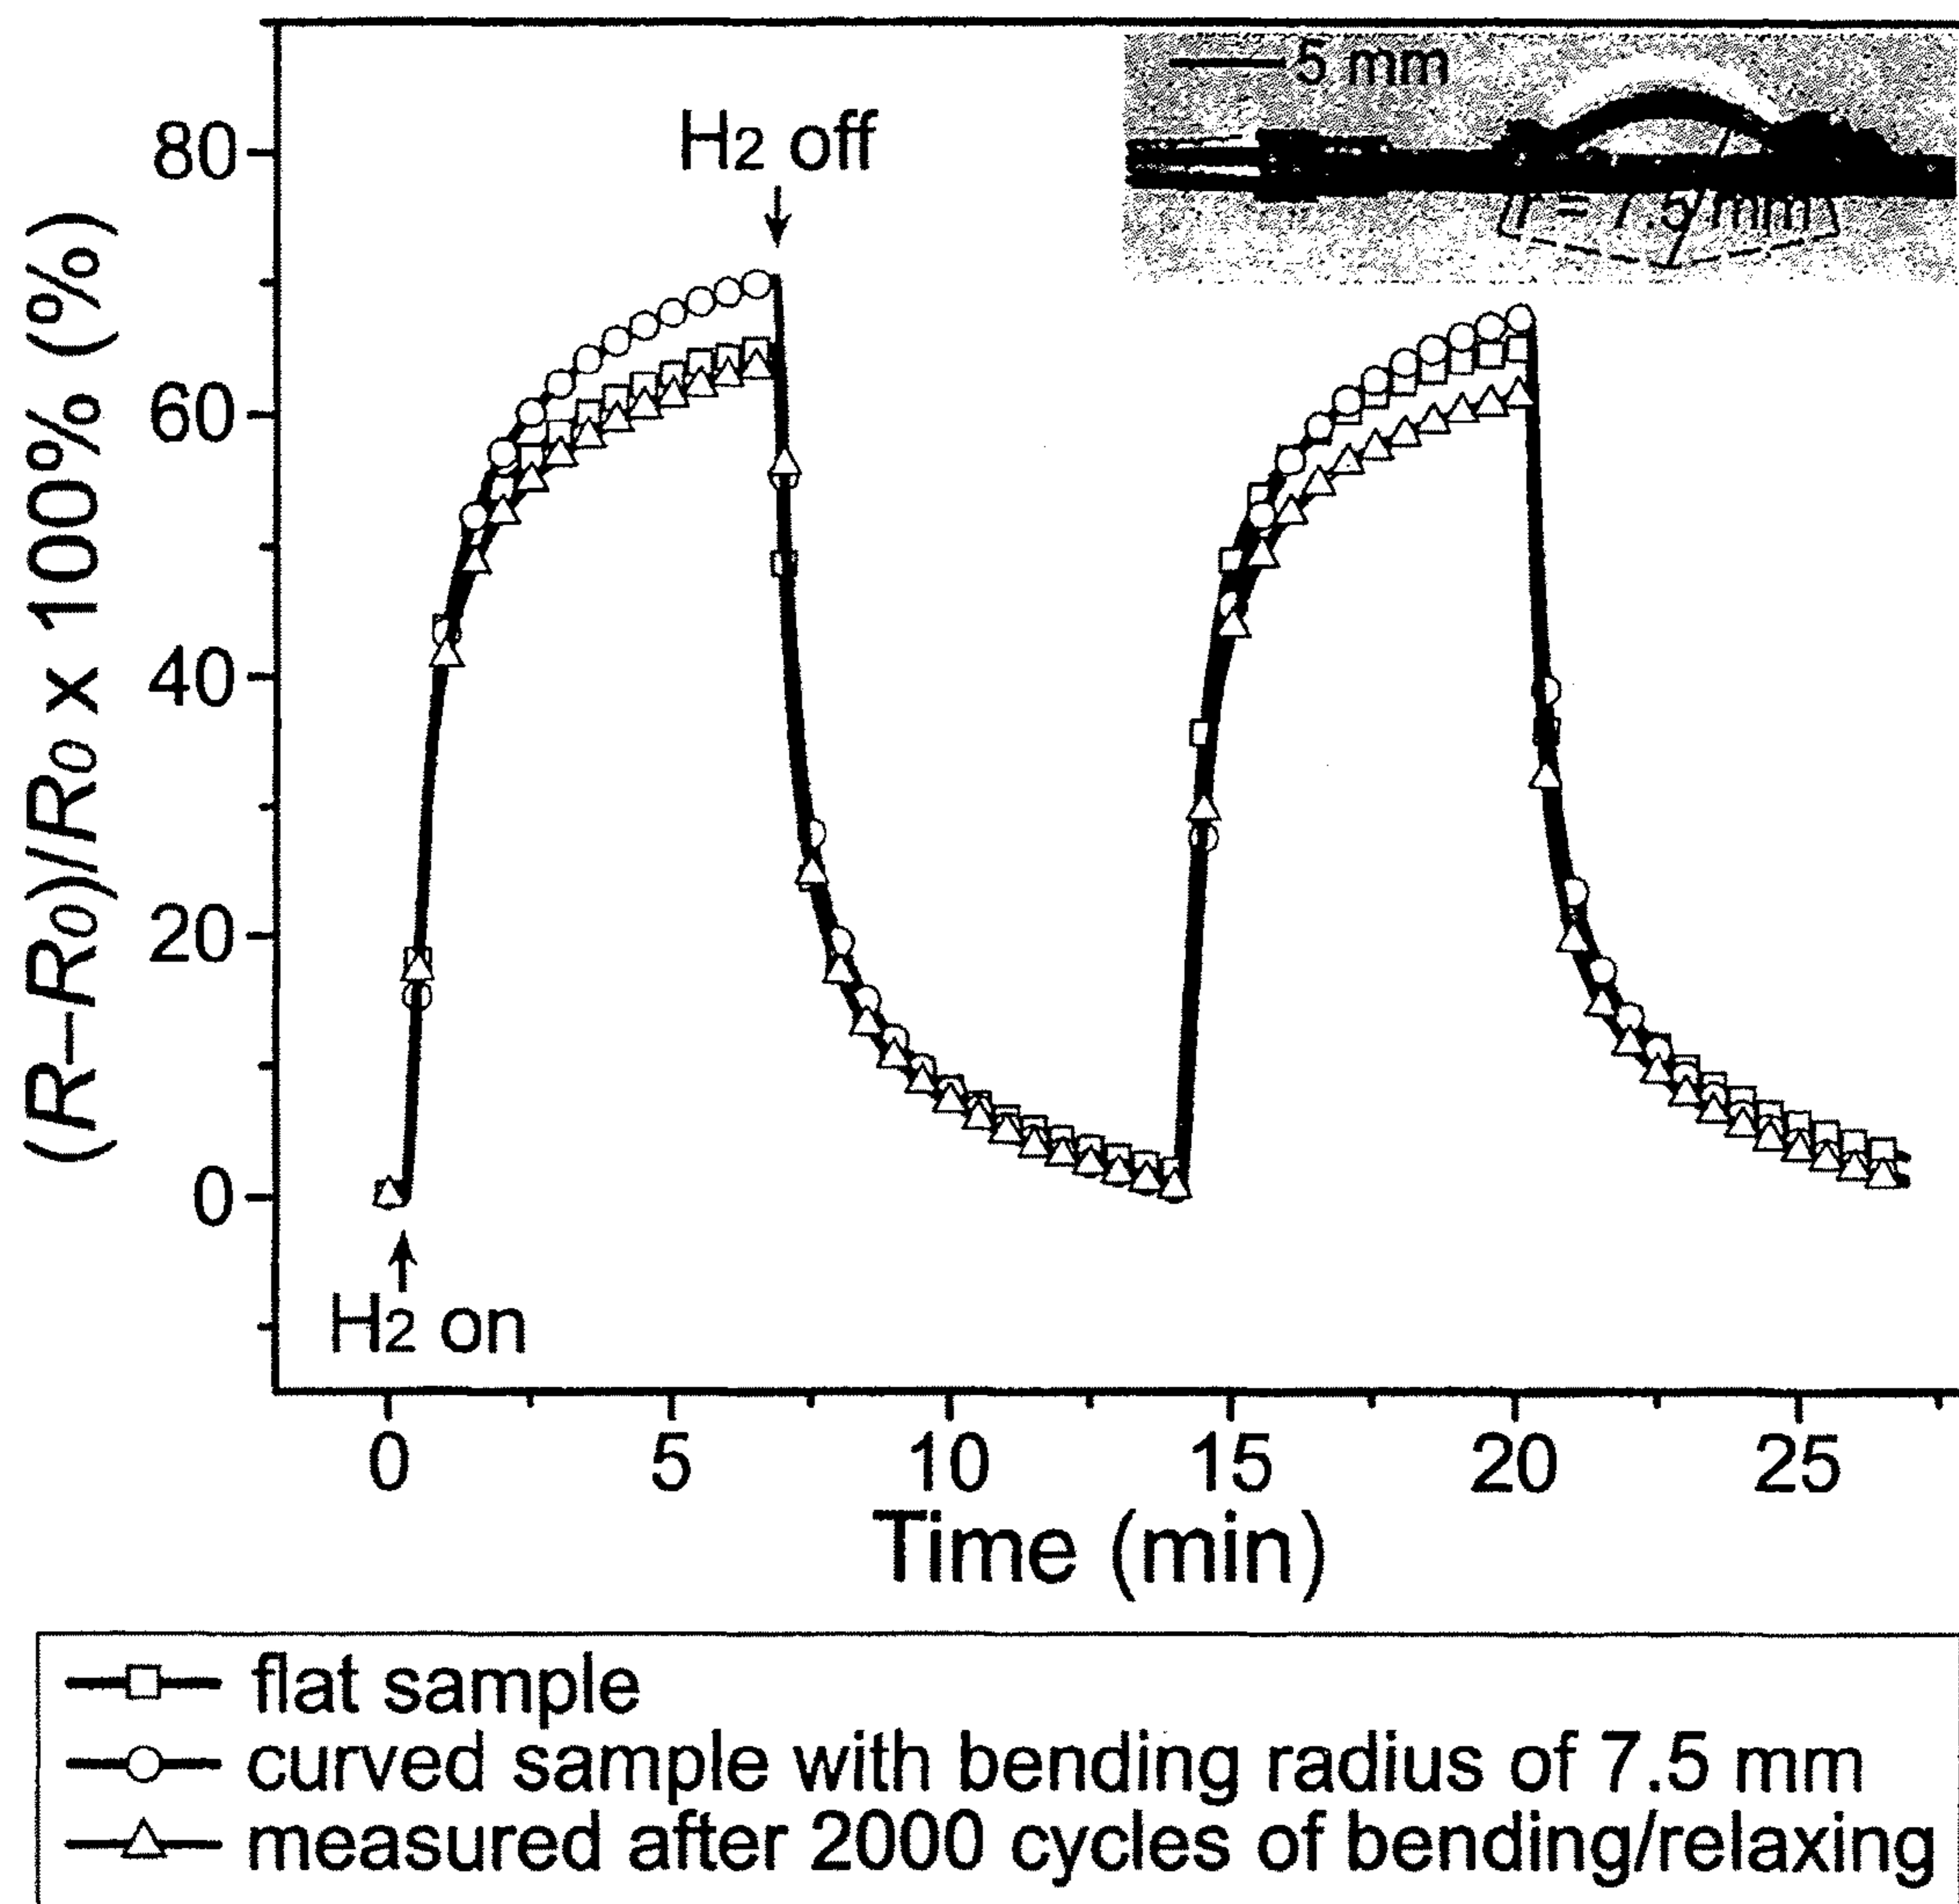 (R–R0)/R0 x 100% (%)
80
60
40
20
0
H2 off
H2 on
5 mm
r = 7.5 mm
0
5
10
15
20
25
Time (min)
flat sample
curved sample with bending radius of 7.5 mm
measured after 2000 cycles of bending/relaxing